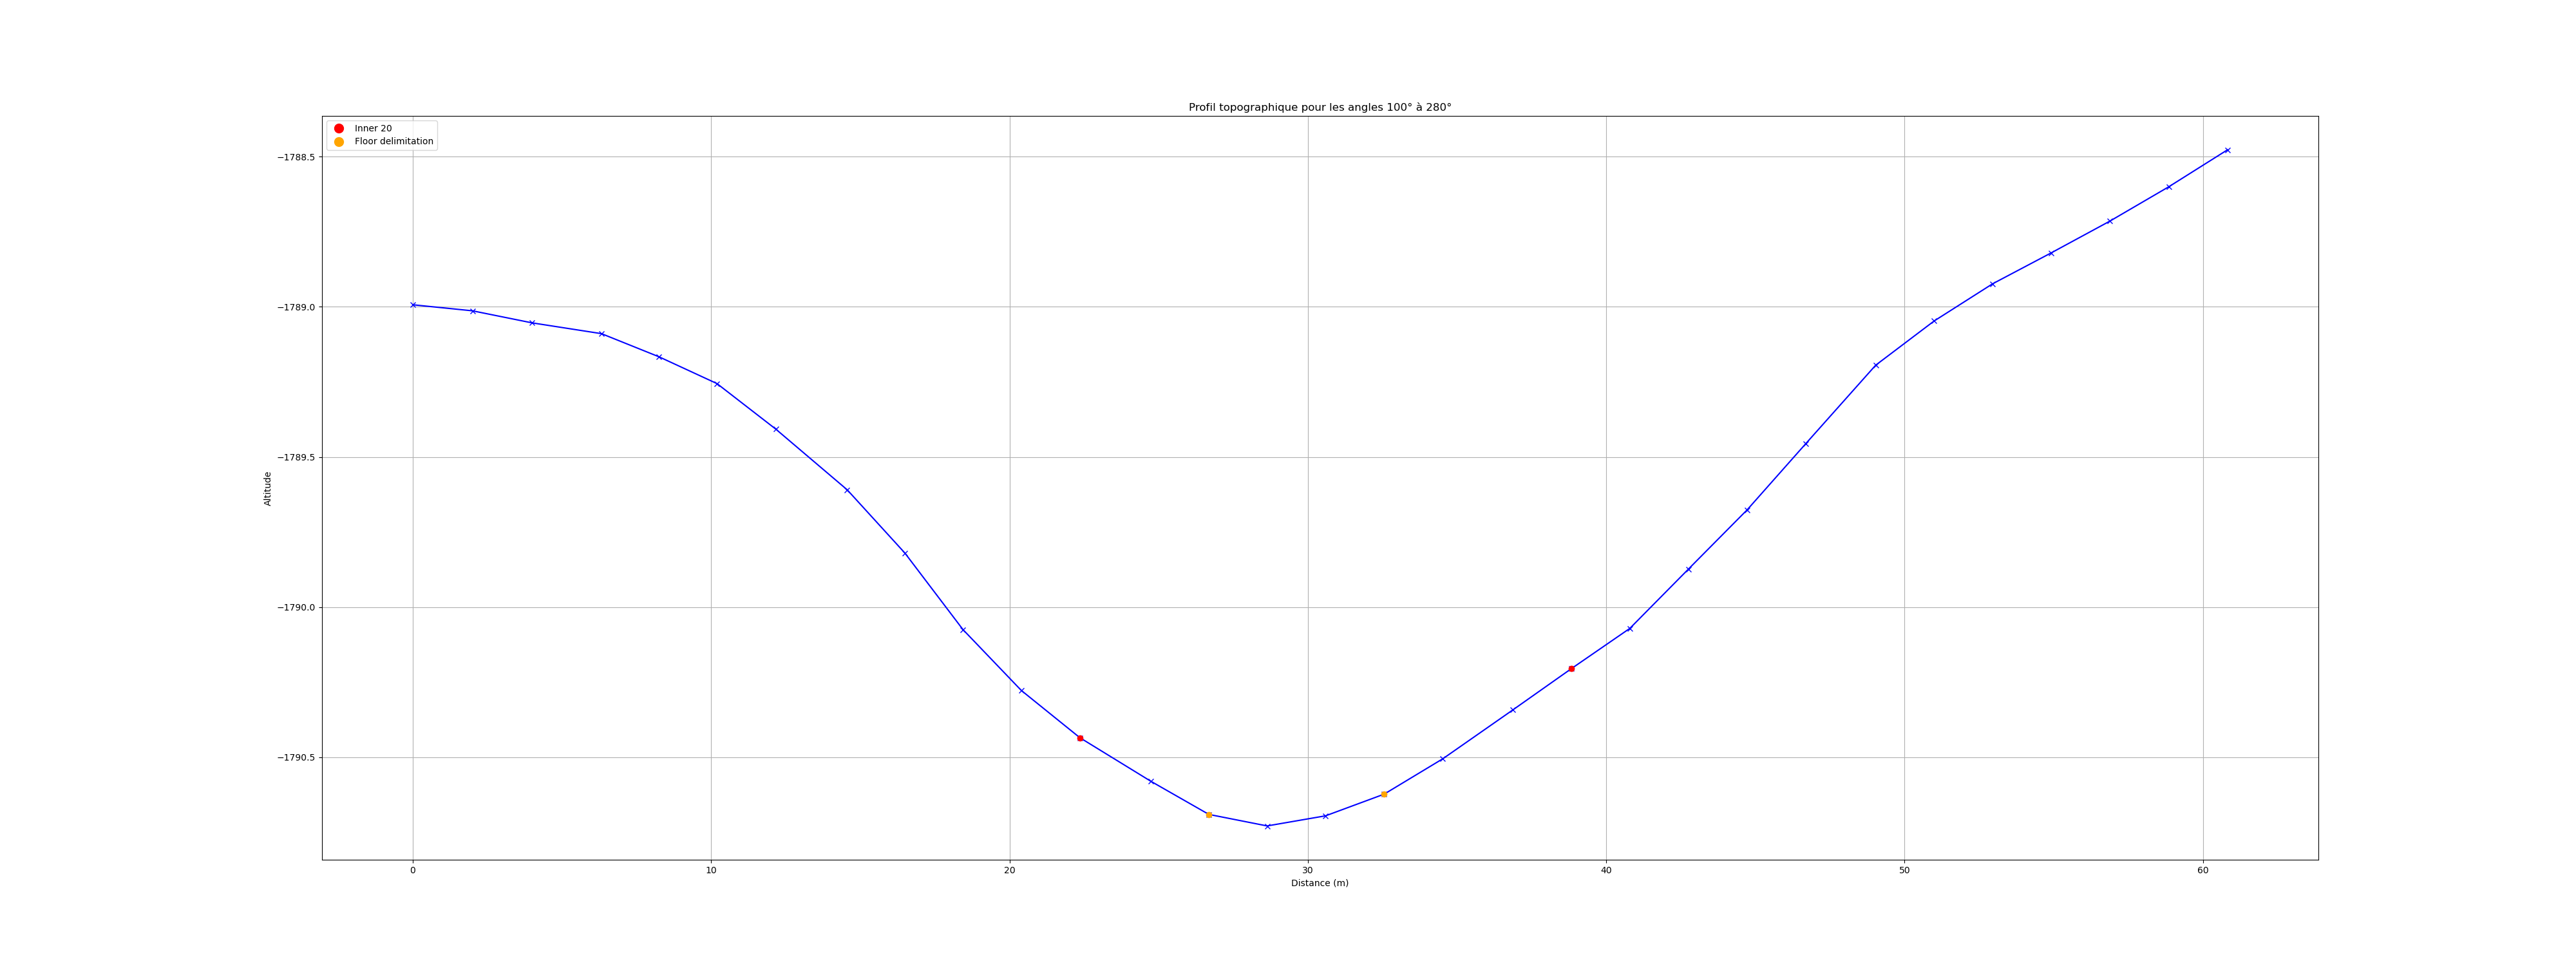 Profil topographique pour les angles 100° à 280°
Inner 20
Floor delimitation
−1788.5
−1789.0
−1789.5
−1790.0
−1790.5
Altitude
0 10 20 30 40 50 60
Distance (m)